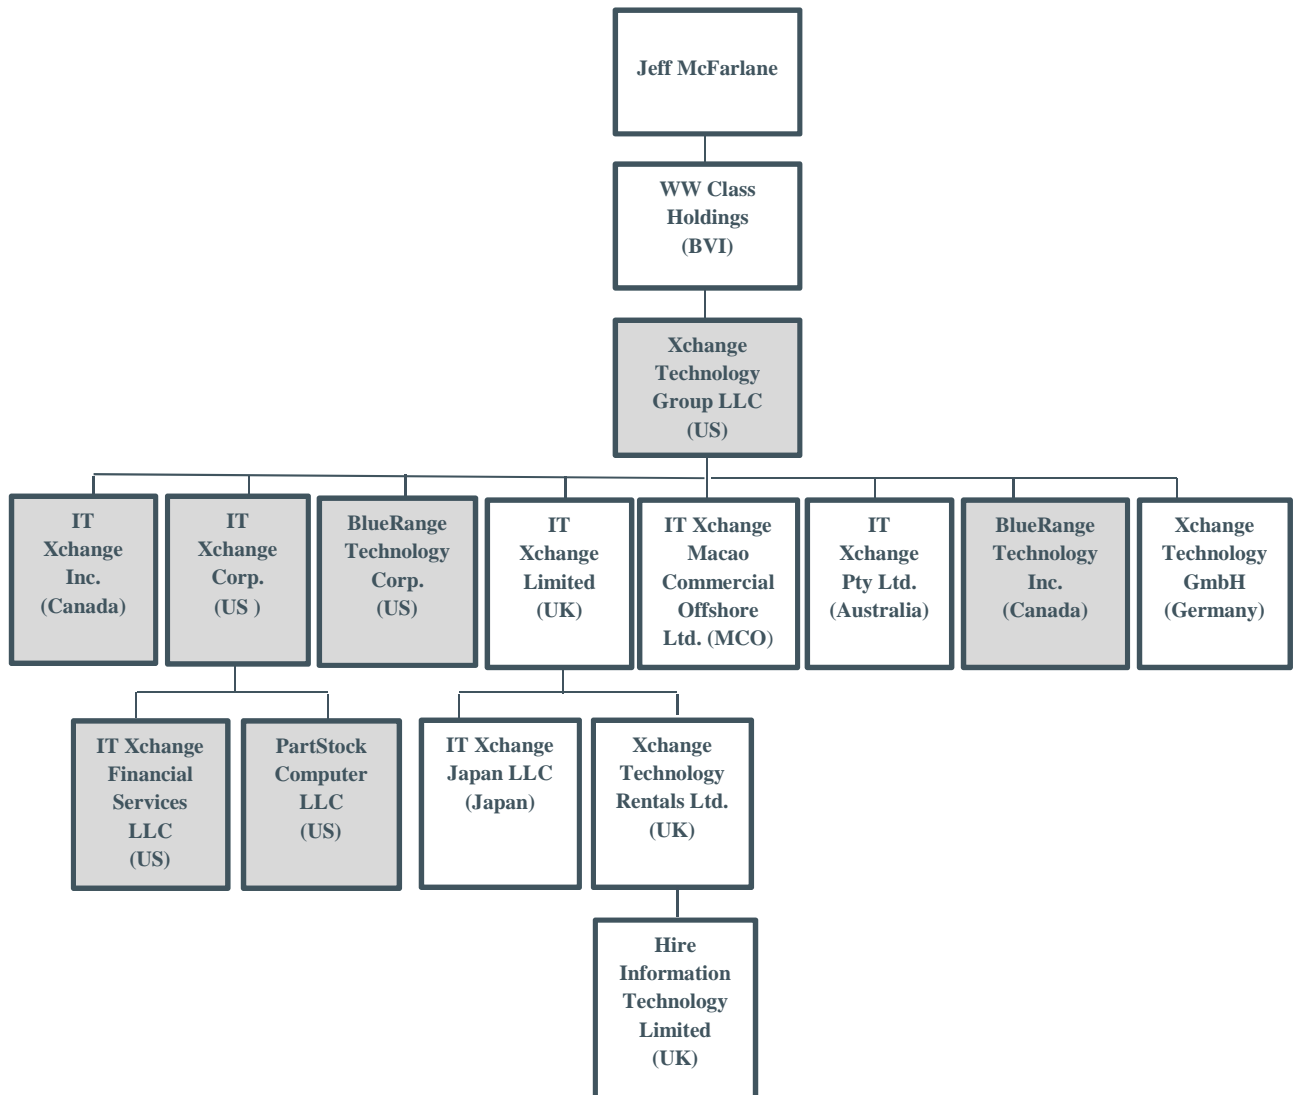 Jeff McFarlane
WW Class
Holdings
(BVI)
Xchange
Technology
Group LLC
(US)
IT
Xchange
Inc.
(Canada)
IT
Xchange
Corp.
(US )
BlueRange
Technology
Corp.
(US)
IT
Xchange
Limited
(UK)
IT Xchange
Macao
Commercial
Offshore
Ltd. (MCO)
IT
Xchange
Pty Ltd.
(Australia)
BlueRange
Technology
Inc.
(Canada)
Xchange
Technology
GmbH
(Germany)
IT Xchange
Financial
Services
LLC
(US)
PartStock
Computer
LLC
(US)
IT Xchange
Japan LLC
(Japan)
Xchange
Technology
Rentals Ltd.
(UK)
Hire
Information
Technology
Limited
(UK)